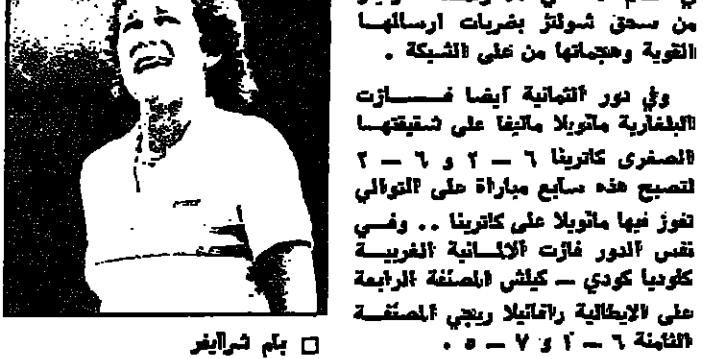 من سحق شولتز بضربات ارسالها
القوية وهجماتها من على الشبكة .
وفي دور الثمانية أيضا فـــازت
البلغارية مانويلا مالييفا على شقيقتهـا
الصغرى كاترينا ٦ — ٢ و ٦ — ٢
لتصبح هذه سابع مباراة على التوالي
تفوز فيها مانويلا على كاترينا .. وفـي
نفس الدور فازت الالمـانية الغربيـة
كلوديا كودي — كيلش المصنفة الرابعة
على الايطالية رافائيلا ريجي المصنفـة
الثامنة ٦ — ٢ و ٧ — ٥ .
□ بام شرايفر